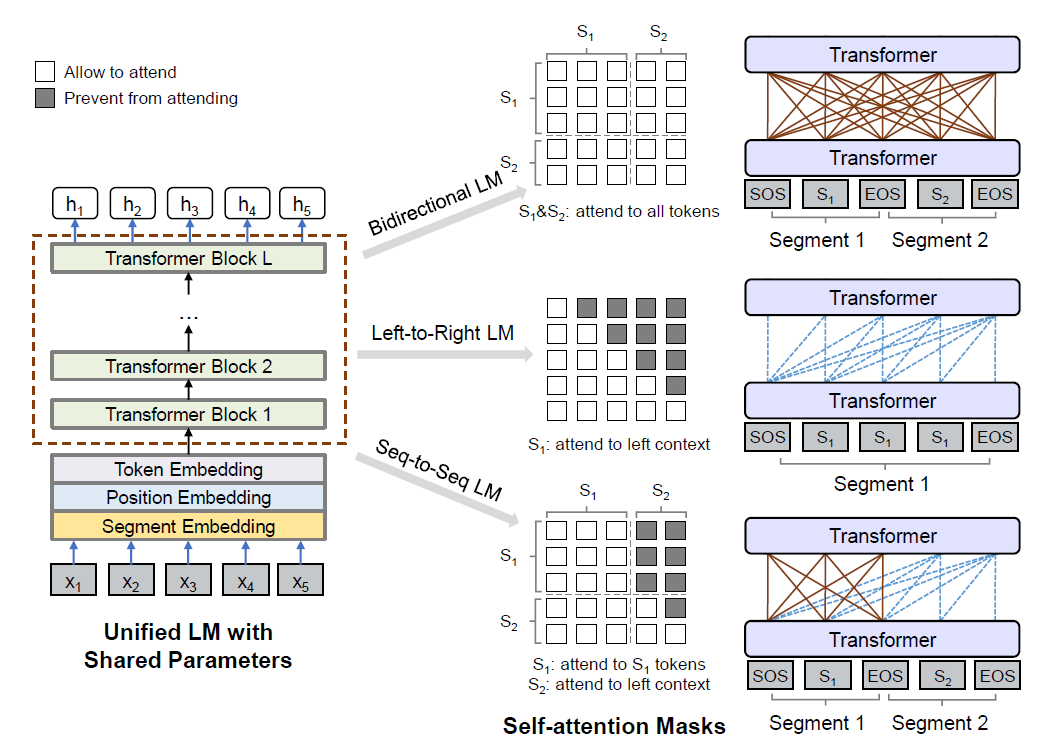 Allow to attend
Prevent from attending
h1 h2 h3 h4 h5
Transformer Block L
...
Transformer Block 2
Transformer Block 1
Token Embedding
Position Embedding
Segment Embedding
x1 x2 x3 x4 x5
Unified LM with
Shared Parameters
Bidirectional LM
S1 S2
S1
S2
S1&S2: attend to all tokens
Transformer
Transformer
SOS S1 EOS S2 EOS
Segment 1 Segment 2
Left-to-Right LM
S1: attend to left context
Transformer
Transformer
SOS S1 S1 S1 EOS
Segment 1
Seq-to-Seq LM
S1 S2
S1
S2
S1: attend to S1 tokens
S2: attend to left context
Transformer
Transformer
SOS S1 EOS S2 EOS
Segment 1 Segment 2
Self-attention Masks